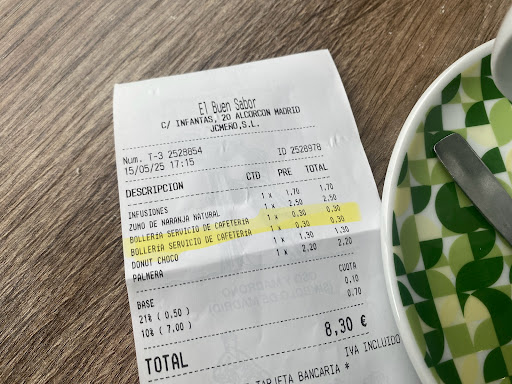 El Buen Sabor
C/ INFANTAS, 20 ALCORCON MADRID
JCMERO,S.L.
Num. T-3 2528854 ID 2528978
15/05/25 17:15
DESCRIPCION CTD PRE TOTAL
INFUSIONES 1 x 1,70 1,70
ZUMO DE NARANJA NATURAL 1 x 2,50 2,50
BOLLERIA SERVICIO DE CAFETERIA 1 x 0,30 0,30
BOLLERIA SERVICIO DE CAFETERIA 1 x 0,30 0,30
DONUT CHOCO 1 x 1,30 1,30
PALMERA 1 x 2,20 2,20
BASE CUOTA
21% ( 0,50 ) 0.10
10% ( 7,00 ) 0.70
TOTAL 8,30 €
IVA INCLUIDO
TARJETA BANCARIA *